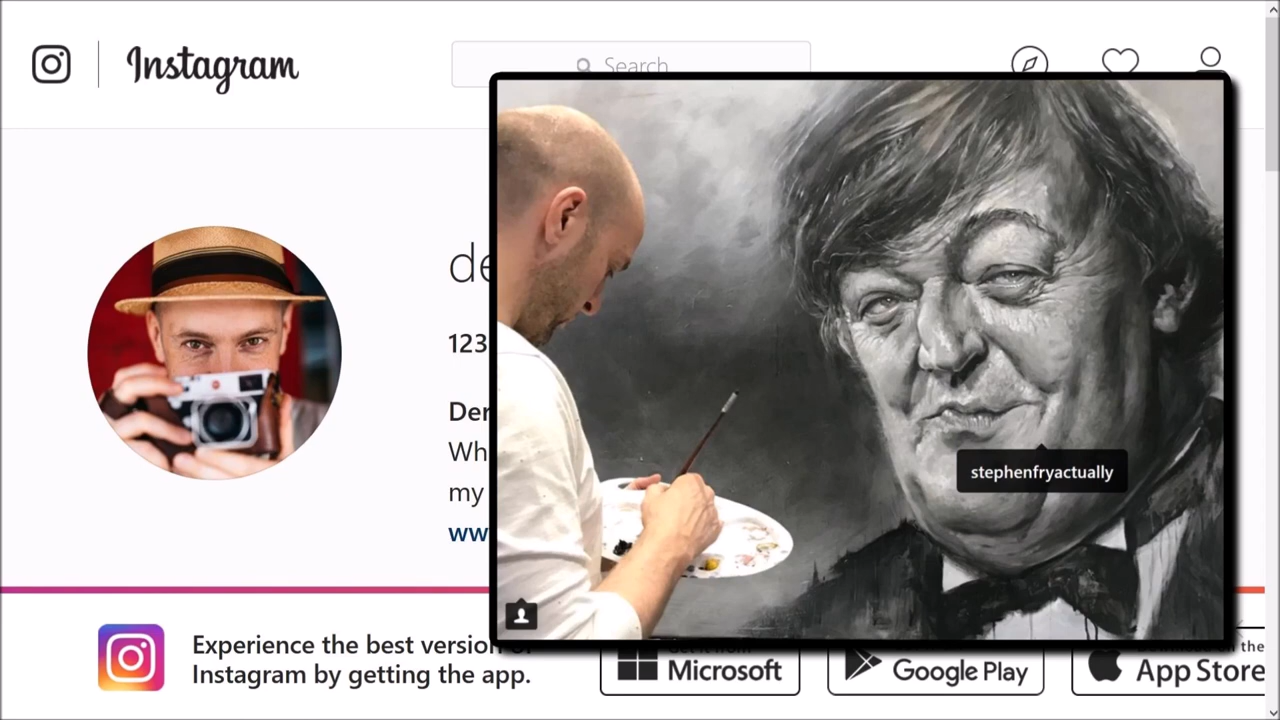 Instagram
Search
de
123
Der
Wh
my
ww
stephenfryactually
Experience the best version of
Instagram by getting the app.
Microsoft
Google Play
App Store